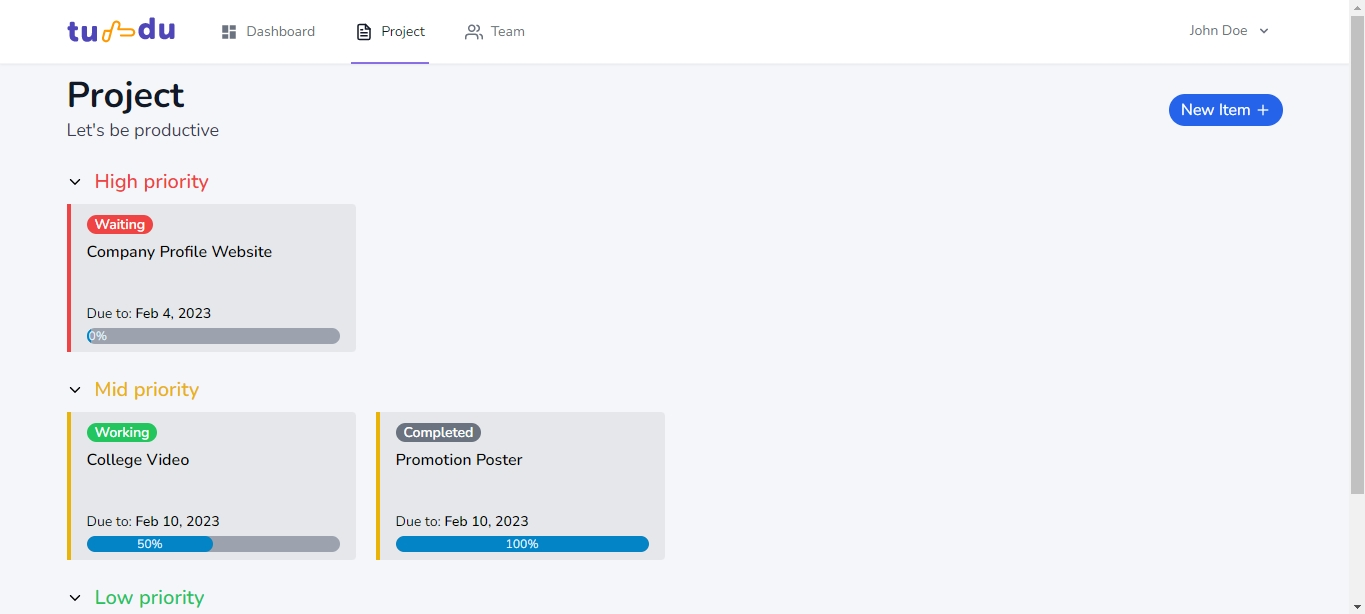 tu du
Dashboard
Project
Team
John Doe
Project
Let's be productive
New Item +
High priority
Waiting
Company Profile Website
Due to: Feb 4, 2023
0%
Mid priority
Working
College Video
Due to: Feb 10, 2023
50%
Completed
Promotion Poster
Due to: Feb 10, 2023
100%
Low priority